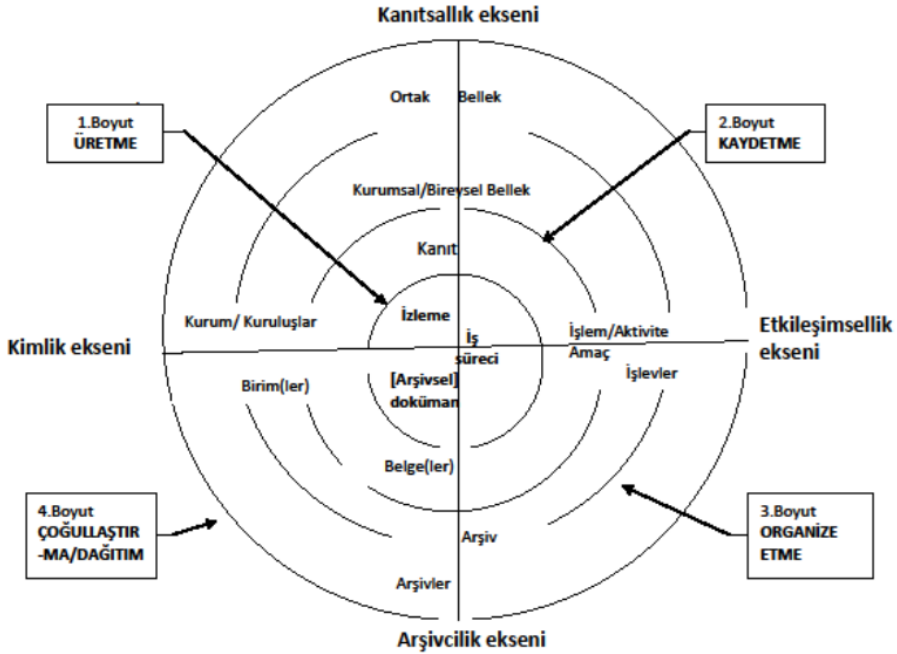 Kanıtsallık ekseni
Ortak Bellek
1.Boyut
ÜRETME
2.Boyut
KAYDETME
Kurumsal/Bireysel Bellek
Kanıt
İzleme
Kurum/ Kuruluşlar
İş
süreci
İşlem/Aktivite
Amaç
Etkileşimsellik
ekseni
Kimlik ekseni
Birim(ler)
[Arşivsel]
doküman
İşlevler
Belge(ler)
4.Boyut
ÇOĞULLAŞTIR
-MA/DAĞITIM
3.Boyut
ORGANİZE
ETME
Arşiv
Arşivler
Arşivcilik ekseni